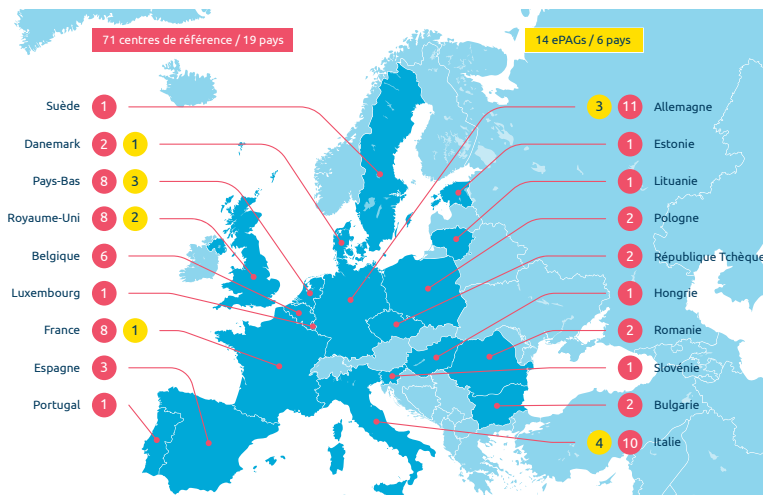 71 centres de référence / 19 pays
14 ePAGs / 6 pays
Suède 1
Danemark 2 1
Pays-Bas 8 3
Royaume-Uni 8 2
Belgique 6
Luxembourg 1
France 8 1
Espagne 3
Portugal 1
3 11 Allemagne
1 Estonie
1 Lituanie
2 Pologne
2 République Tchèque
1 Hongrie
2 Romanie
1 Slovénie
2 Bulgarie
4 10 Italie